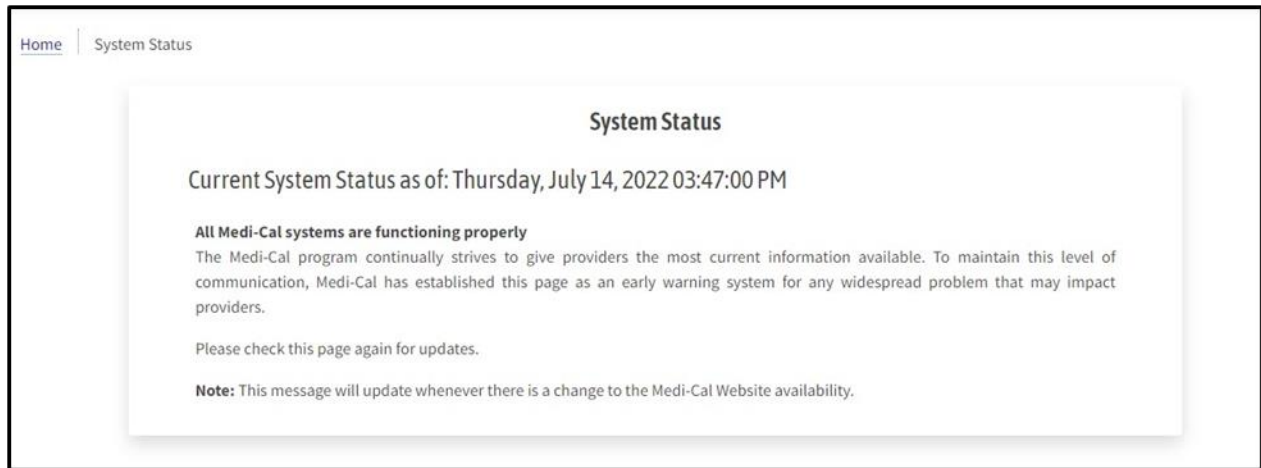 Home System Status
System Status
Current System Status as of: Thursday, July 14, 2022 03:47:00 PM
All Medi-Cal systems are functioning properly
The Medi-Cal program continually strives to give providers the most current information available. To maintain this level of
communication, Medi-Cal has established this page as an early warning system for any widespread problem that may impact
providers.
Please check this page again for updates.
Note: This message will update whenever there is a change to the Medi-Cal Website availability.